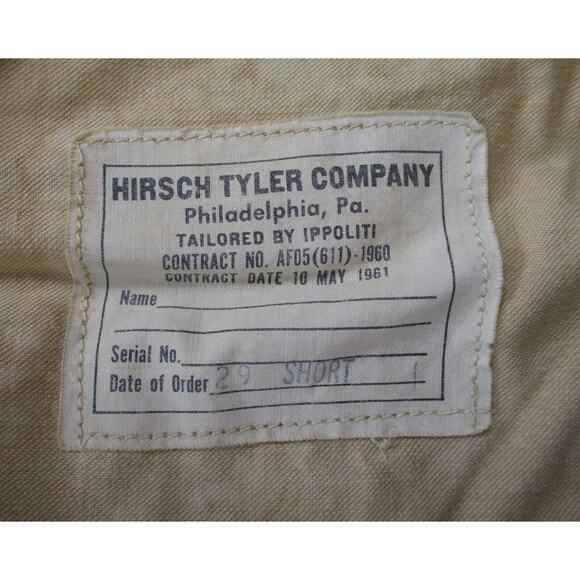 HIRSCH TYLER COMPANY
Philadelphia, Pa.
TAILORED BY IPPOLITI
CONTRACT NO. AF05(611)-1960
CONTRACT DATE 10 MAY 1961
Name
Serial No.
Date of Order 29 SHORT 1